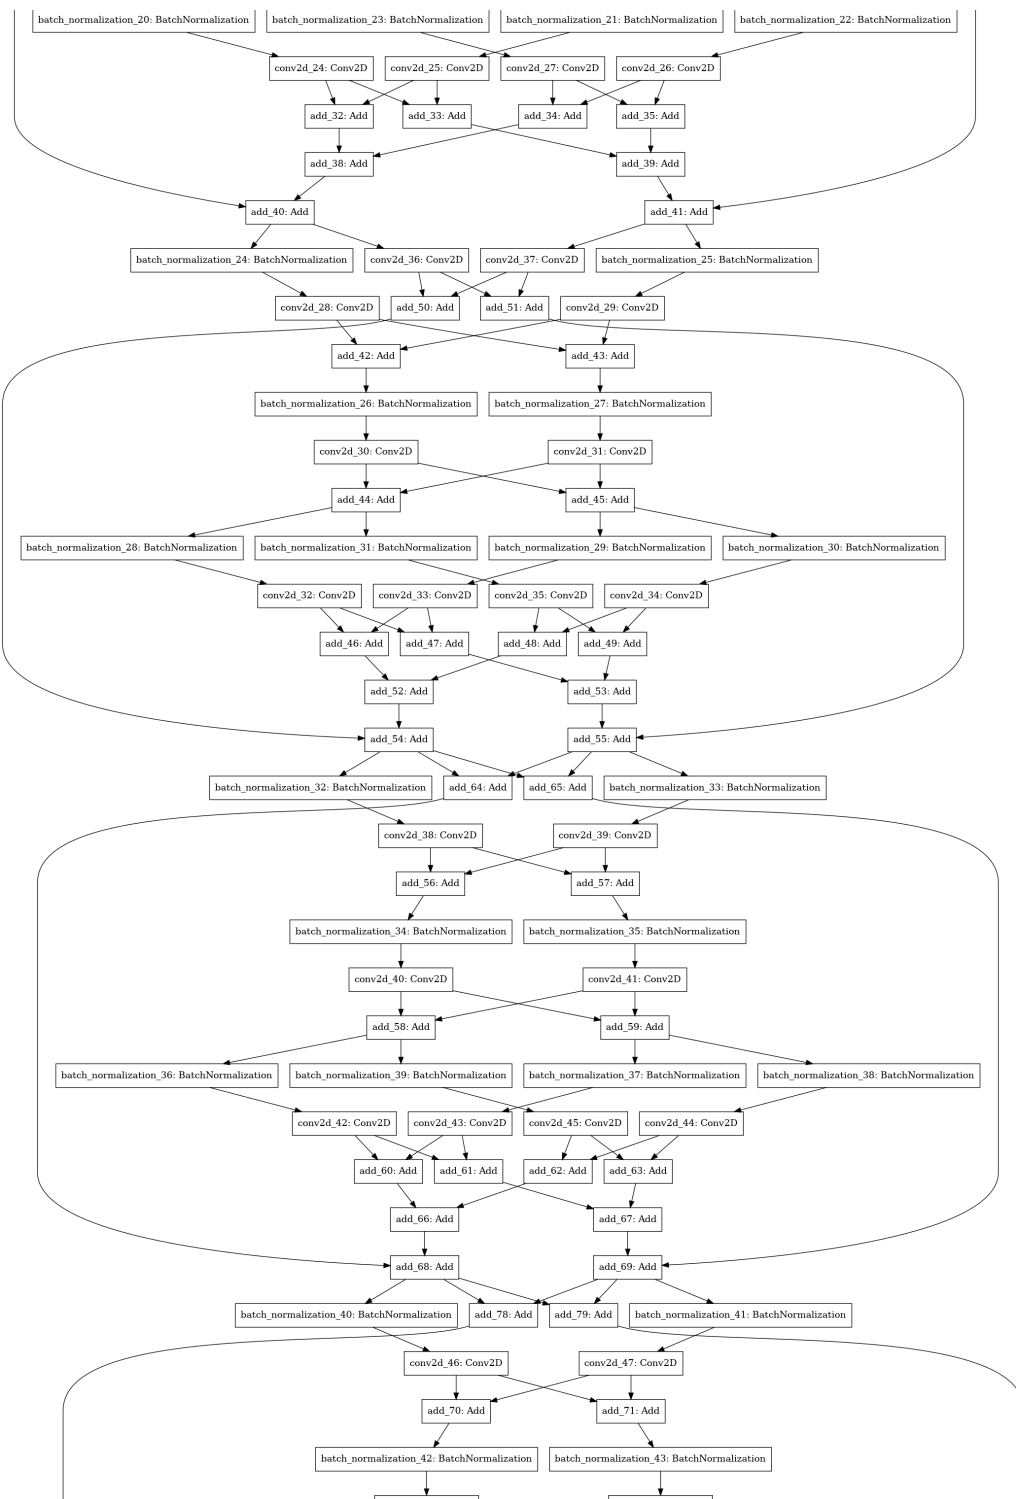 batch_normalization_20: BatchNormalization
batch_normalization_23: BatchNormalization
batch_normalization_21: BatchNormalization
batch_normalization_22: BatchNormalization
conv2d_24: Conv2D
conv2d_25: Conv2D
conv2d_27: Conv2D
conv2d_26: Conv2D
add_32: Add
add_33: Add
add_34: Add
add_35: Add
add_38: Add
add_39: Add
add_40: Add
add_41: Add
batch_normalization_24: BatchNormalization
conv2d_36: Conv2D
conv2d_37: Conv2D
batch_normalization_25: BatchNormalization
conv2d_28: Conv2D
add_50: Add
add_51: Add
conv2d_29: Conv2D
add_42: Add
add_43: Add
batch_normalization_26: BatchNormalization
batch_normalization_27: BatchNormalization
conv2d_30: Conv2D
conv2d_31: Conv2D
add_44: Add
add_45: Add
batch_normalization_28: BatchNormalization
batch_normalization_31: BatchNormalization
batch_normalization_29: BatchNormalization
batch_normalization_30: BatchNormalization
conv2d_32: Conv2D
conv2d_33: Conv2D
conv2d_35: Conv2D
conv2d_34: Conv2D
add_46: Add
add_47: Add
add_48: Add
add_49: Add
add_52: Add
add_53: Add
add_54: Add
add_55: Add
batch_normalization_32: BatchNormalization
add_64: Add
add_65: Add
batch_normalization_33: BatchNormalization
conv2d_38: Conv2D
conv2d_39: Conv2D
add_56: Add
add_57: Add
batch_normalization_34: BatchNormalization
batch_normalization_35: BatchNormalization
conv2d_40: Conv2D
conv2d_41: Conv2D
add_58: Add
add_59: Add
batch_normalization_36: BatchNormalization
batch_normalization_39: BatchNormalization
batch_normalization_37: BatchNormalization
batch_normalization_38: BatchNormalization
conv2d_42: Conv2D
conv2d_43: Conv2D
conv2d_45: Conv2D
conv2d_44: Conv2D
add_60: Add
add_61: Add
add_62: Add
add_63: Add
add_66: Add
add_67: Add
add_68: Add
add_69: Add
batch_normalization_40: BatchNormalization
add_78: Add
add_79: Add
batch_normalization_41: BatchNormalization
conv2d_46: Conv2D
conv2d_47: Conv2D
add_70: Add
add_71: Add
batch_normalization_42: BatchNormalization
batch_normalization_43: BatchNormalization